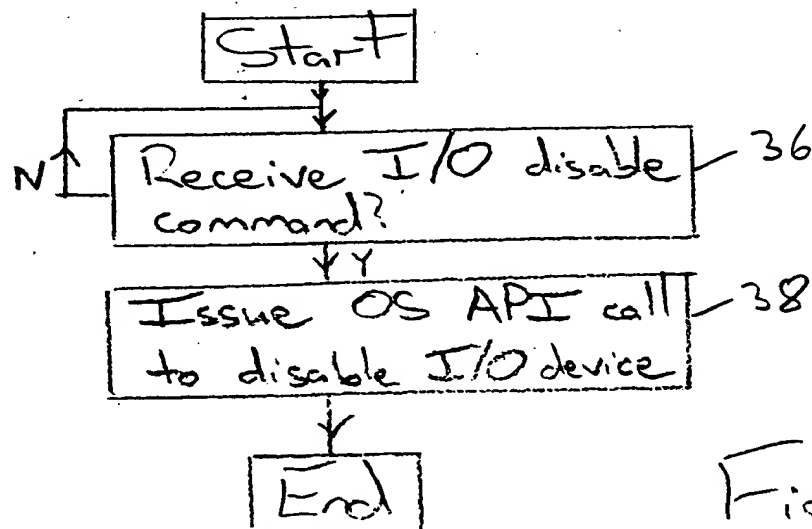 Start
N
Receive I/O disable
command?
36
Y
Issue OS API call
to disable I/O device
38
End